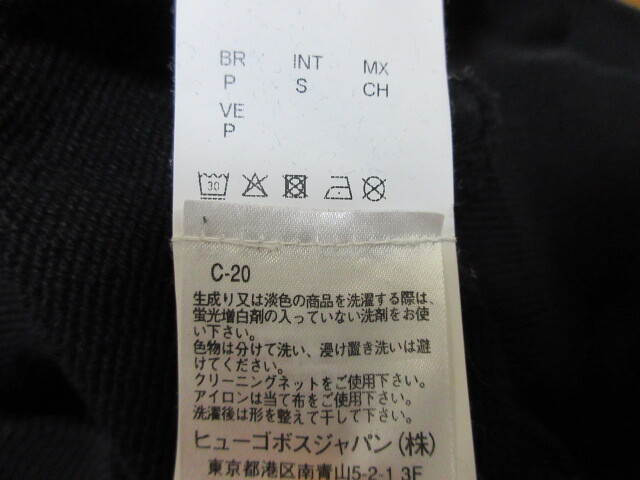 BR INT MX
P S CH
VE
P
30
C-20
生成り又は淡色の商品を洗濯する際は、
蛍光増白剤の入っていない洗剤をお使
い下さい。
色物は分けて洗い、浸け置き洗いは避
けてください。
クリーニングネットをご使用下さい。
アイロンは当て布をご使用下さい。
洗濯後は形を整えて干して下さい。
ヒューゴボスジャパン(株)
東京都港区南青山5-2-1 3F